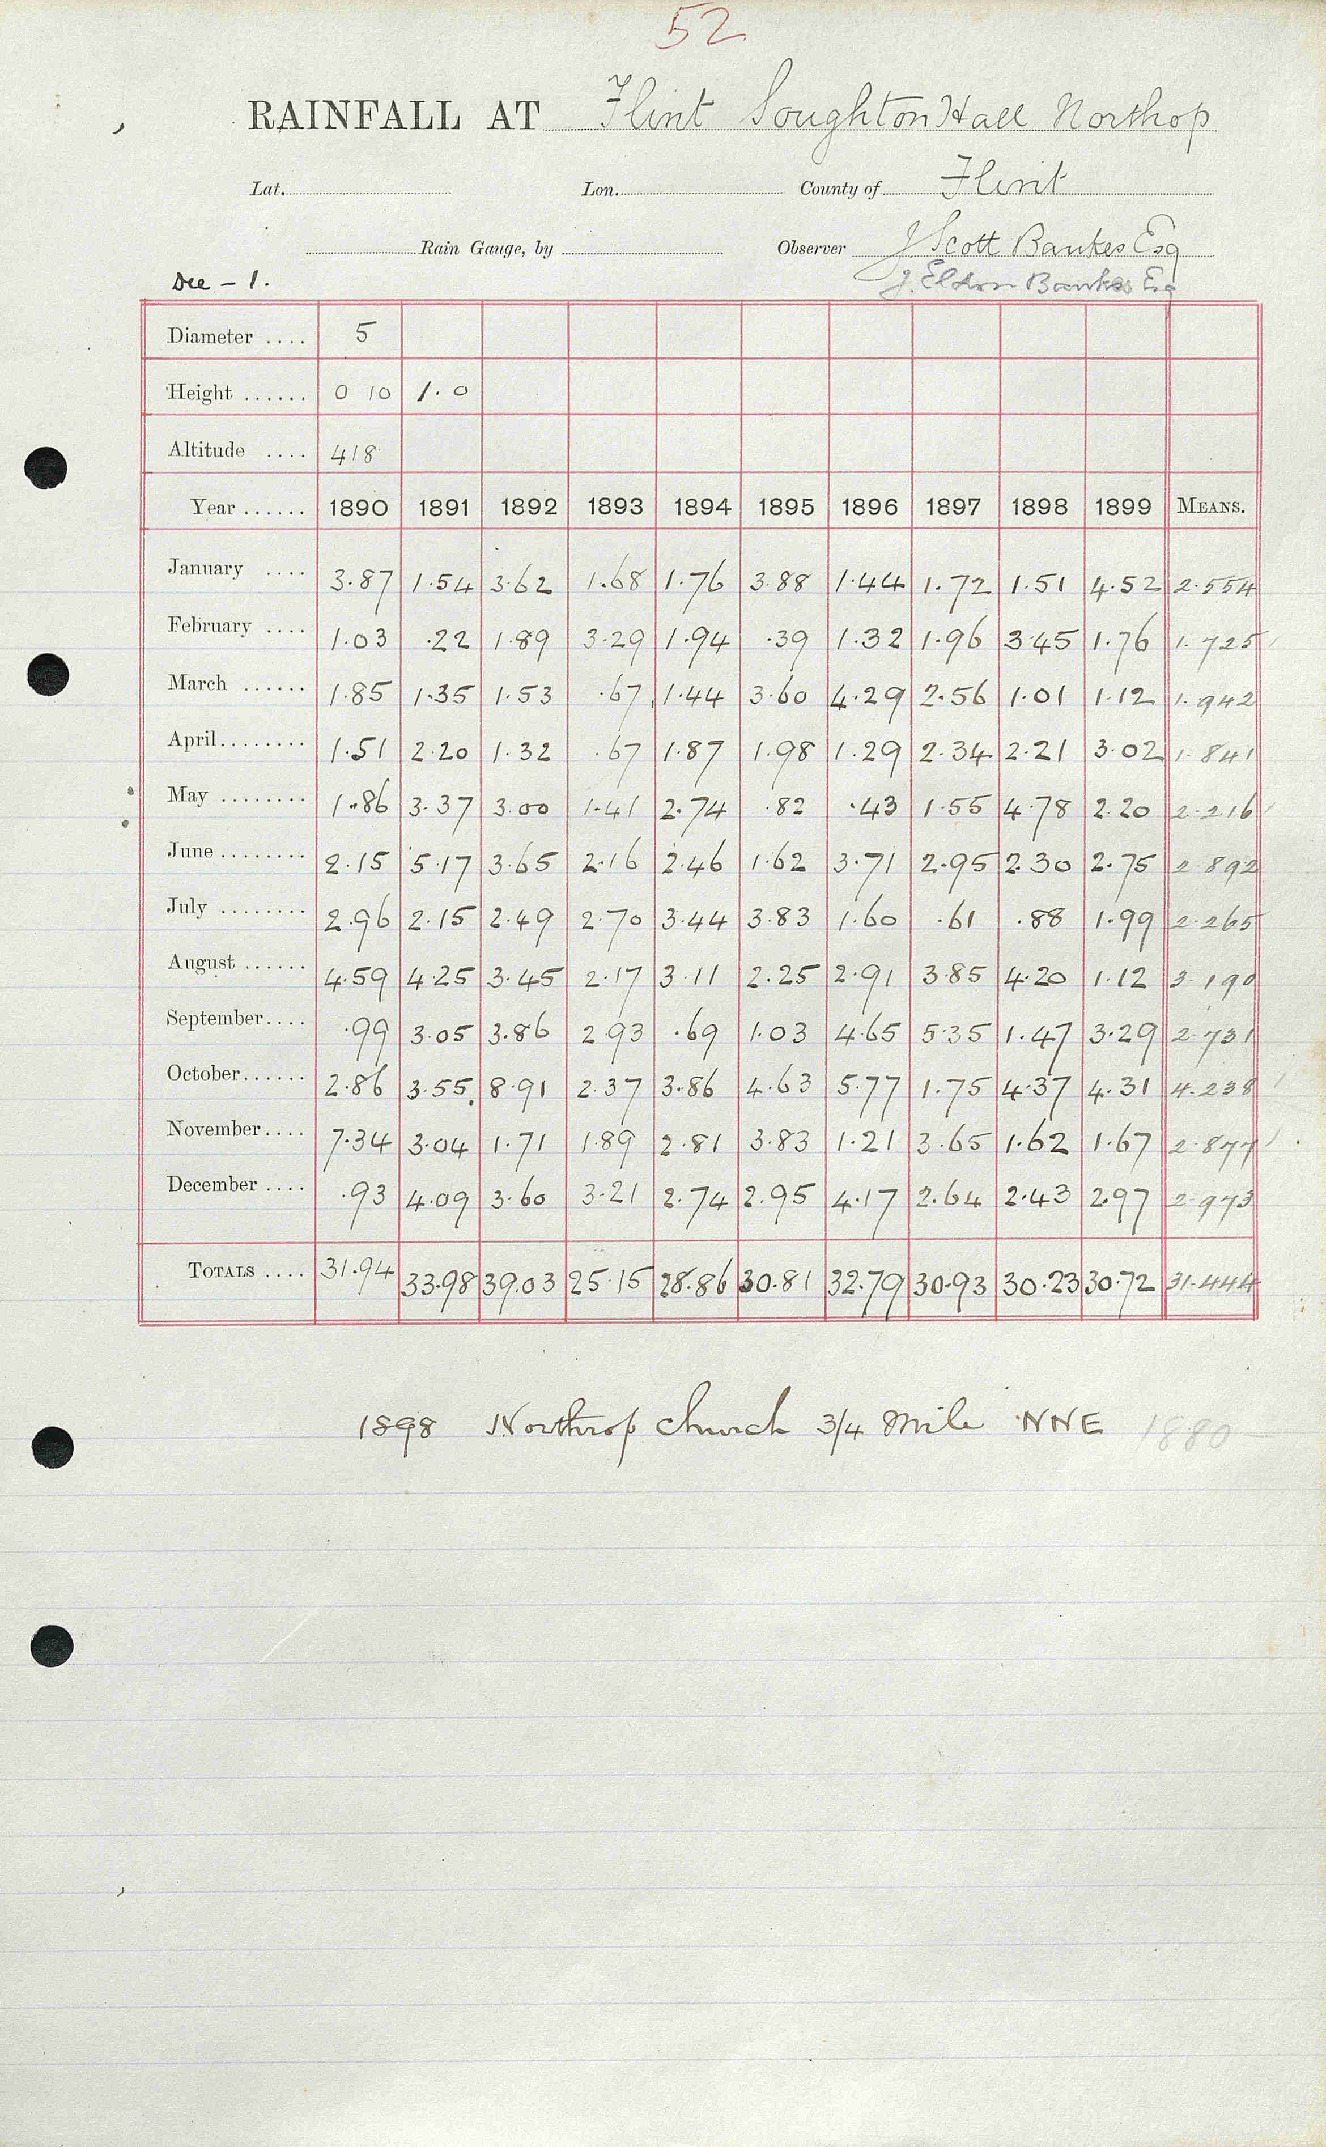 52
RAINFALL AT Flint Soughton Hall Northop
Lat. Lon. County of Flint
Rain Gauge, by Observer J Scott Bankes Esq
Dec - 1. J. Eldon Bankes Esq
Diameter .... 5
Height ...... 0 10 1.0
Altitude .... 418
Year ...... 1890 1891 1892 1893 1894 1895 1896 1897 1898 1899 MEANS.
January .... 3.87 1.54 3.62 1.68 1.76 3.88 1.44 1.72 1.51 4.52 2.554
February .... 1.03 .22 1.89 3.29 1.94 .39 1.32 1.96 3.45 1.76 1.725
March ...... 1.85 1.35 1.53 .67 1.44 3.60 4.29 2.56 1.01 1.12 1.942
April........ 1.51 2.20 1.32 .67 1.87 1.98 1.29 2.34 2.21 3.02 1.841
May ........ 1.86 3.37 3.00 1.41 2.74 .82 .43 1.55 4.78 2.20 2.216
June ........ 2.15 5.17 3.65 2.16 2.46 1.62 3.71 2.95 2.30 2.75 2.892
July ........ 2.96 2.15 2.49 2.70 3.44 3.83 1.60 .61 .88 1.99 2.265
August ...... 4.59 4.25 3.45 2.17 3.11 2.25 2.91 3.85 4.20 1.12 3.190
September.... .99 3.05 3.86 2.93 .69 1.03 4.65 5.35 1.47 3.29 2.731
October...... 2.86 3.55 8.91 2.37 3.86 4.63 5.77 1.75 4.37 4.31 4.238
November.... 7.34 3.04 1.71 1.89 2.81 3.83 1.21 3.65 1.62 1.67 2.877
December .... .93 4.09 3.60 3.21 2.74 2.95 4.17 2.64 2.43 2.97 2.973
TOTALS .... 31.94 33.98 39.03 25.15 28.86 30.81 32.79 30.93 30.23 30.72 31.444
1898 Northrop Church 3/4 Mile NNE 1880